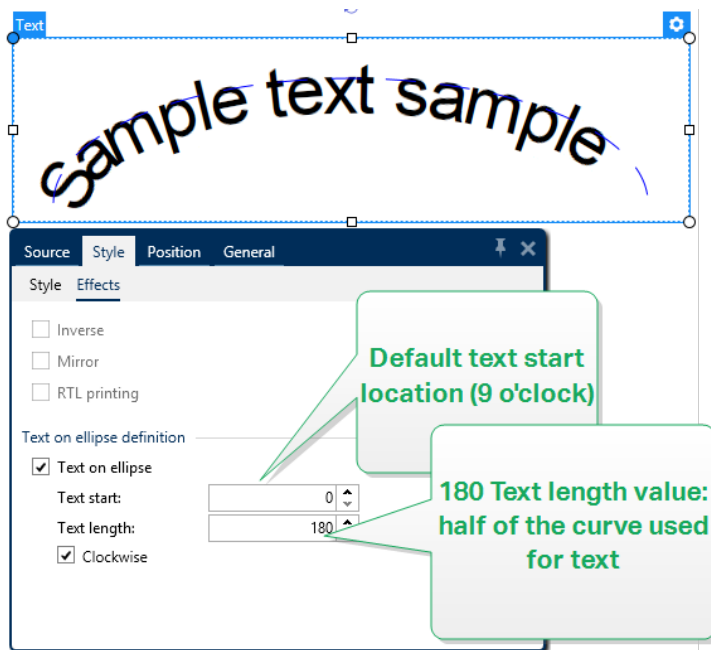 Text
Sample text sample
Source Style Position General
Style Effects
Inverse
Mirror
RTL printing
Default text start
location (9 o'clock)
Text on ellipse definition
Text on ellipse
Text start: 0
Text length: 180
Clockwise
180 Text length value:
half of the curve used
for text